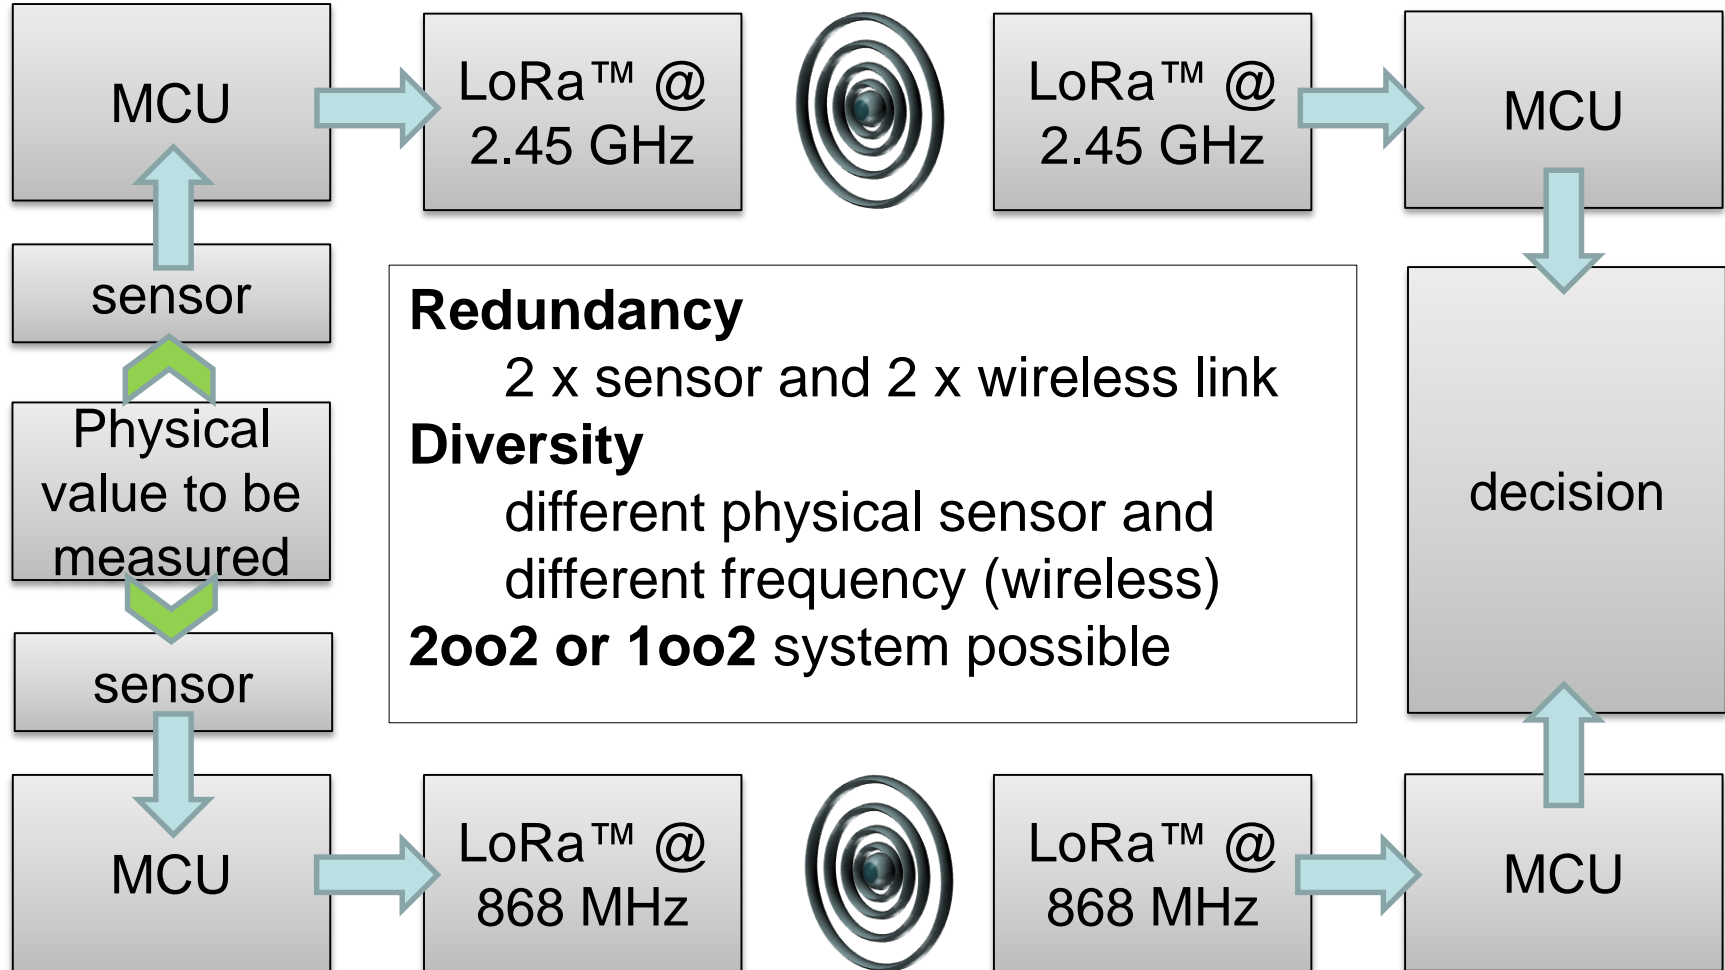 MCU
LoRa™ @
2.45 GHz
LoRa™ @
2.45 GHz
MCU
sensor
Physical
value to be
measured
sensor
Redundancy
2 x sensor and 2 x wireless link
Diversity
different physical sensor and
different frequency (wireless)
2oo2 or 1oo2 system possible
decision
MCU
LoRa™ @
868 MHz
LoRa™ @
868 MHz
MCU